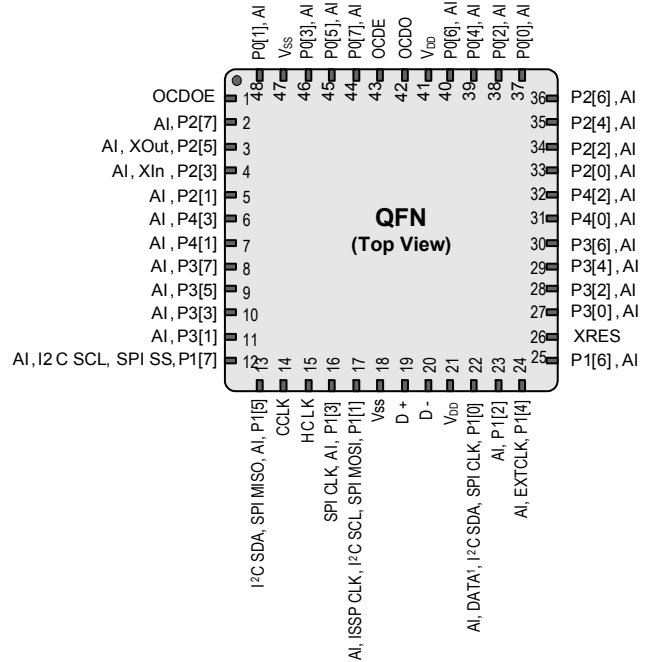 P0[1], AI
Vss
P0[3], AI
P0[5], AI
P0[7], AI
OCDE
OCDO
VDD
P0[6], AI
P0[4], AI
P0[2], AI
P0[0], AI
48
47
46
45
44
43
42
41
40
39
38
37
OCDOE 1
AI, P2[7] 2
AI, XOut, P2[5] 3
AI, XIn , P2[3] 4
AI , P2[1] 5
AI , P4[3] 6
AI , P4[1] 7
AI , P3[7] 8
AI , P3[5] 9
AI , P3[3] 10
AI , P3[1] 11
AI, I2 C SCL, SPI SS, P1[7] 12
QFN
(Top View)
36 P2[6] , AI
35 P2[4] , AI
34 P2[2] , AI
33 P2[0] , AI
32 P4[2] , AI
31 P4[0] , AI
30 P3[6] , AI
29 P3[4] , AI
28 P3[2] , AI
27 P3[0] , AI
26 XRES
25 P1[6] , AI
13
14
15
16
17
18
19
20
21
22
23
24
I²C SDA, SPI MISO, AI, P1[5]
CCLK
HCLK
SPI CLK, AI, P1[3]
AI, ISSP CLK, I²C SCL, SPI MOSI, P1[1]
Vss
D +
D -
VDD
AI, DATA¹, I²C SDA, SPI CLK, P1[0]
AI, P1[2]
AI, EXTCLK, P1[4]